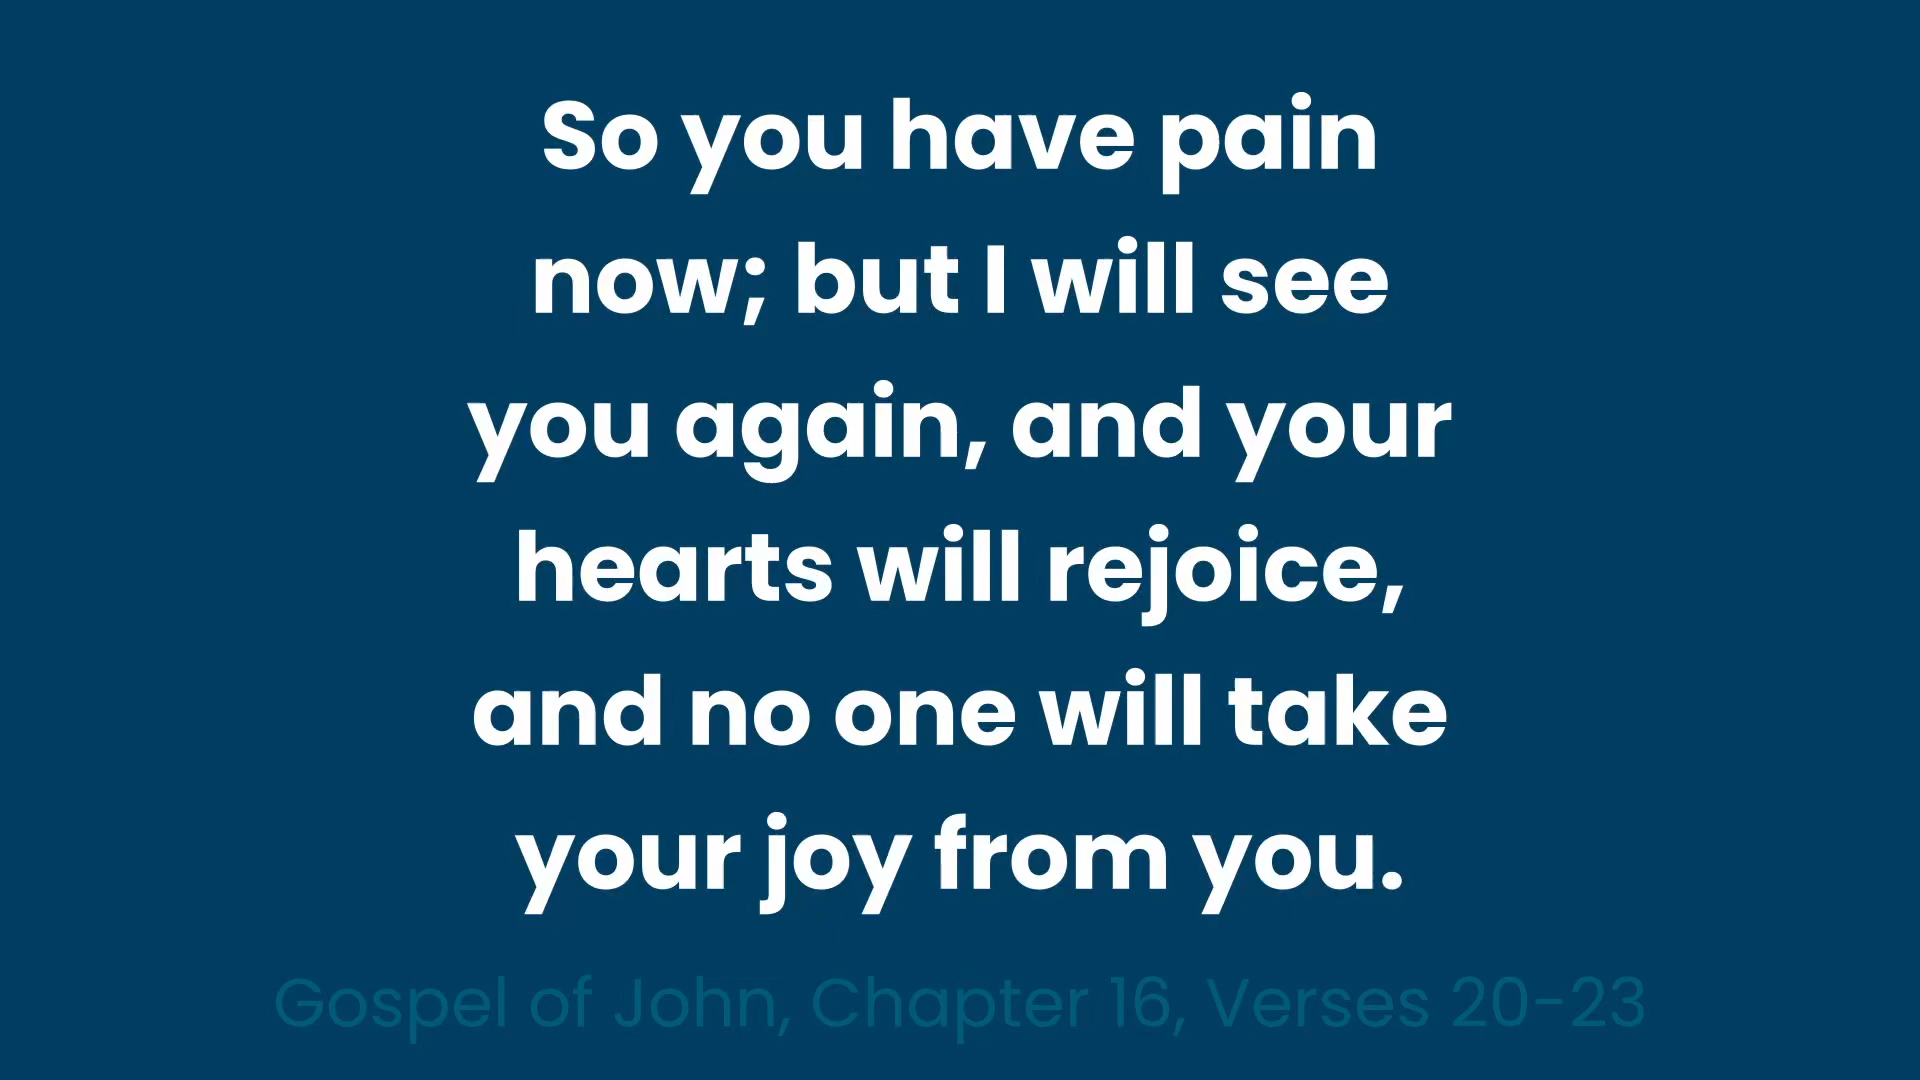 So you have pain
now; but I will see
you again, and your
hearts will rejoice,
and no one will take
your joy from you.
Gospel of John, Chapter 16, Verses 20-23